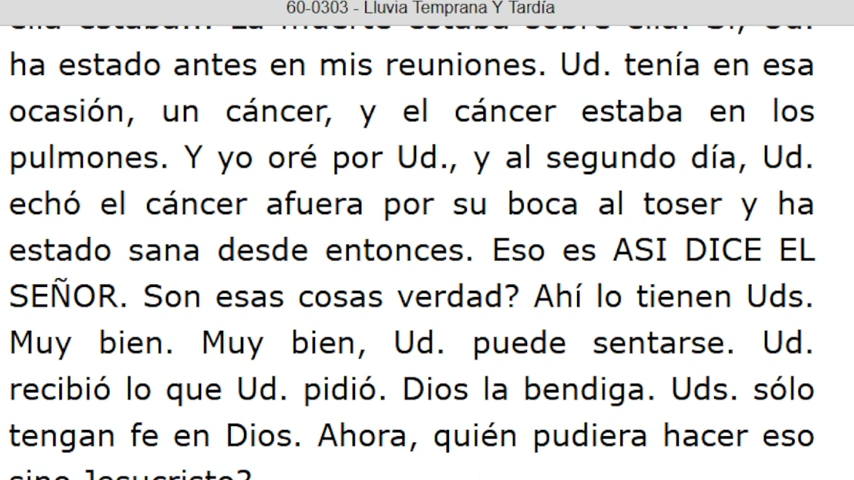 60-0303 - Lluvia Temprana Y Tardía
ha estado antes en mis reuniones. Ud. tenía en esa
ocasión, un cáncer, y el cáncer estaba en los
pulmones. Y yo oré por Ud., y al segundo día, Ud.
echó el cáncer afuera por su boca al toser y ha
estado sana desde entonces. Eso es ASI DICE EL
SEÑOR. Son esas cosas verdad? Ahí lo tienen Uds.
Muy bien. Muy bien, Ud. puede sentarse. Ud.
recibió lo que Ud. pidió. Dios la bendiga. Uds. sólo
tengan fe en Dios. Ahora, quién pudiera hacer eso
sino Jesucristo?